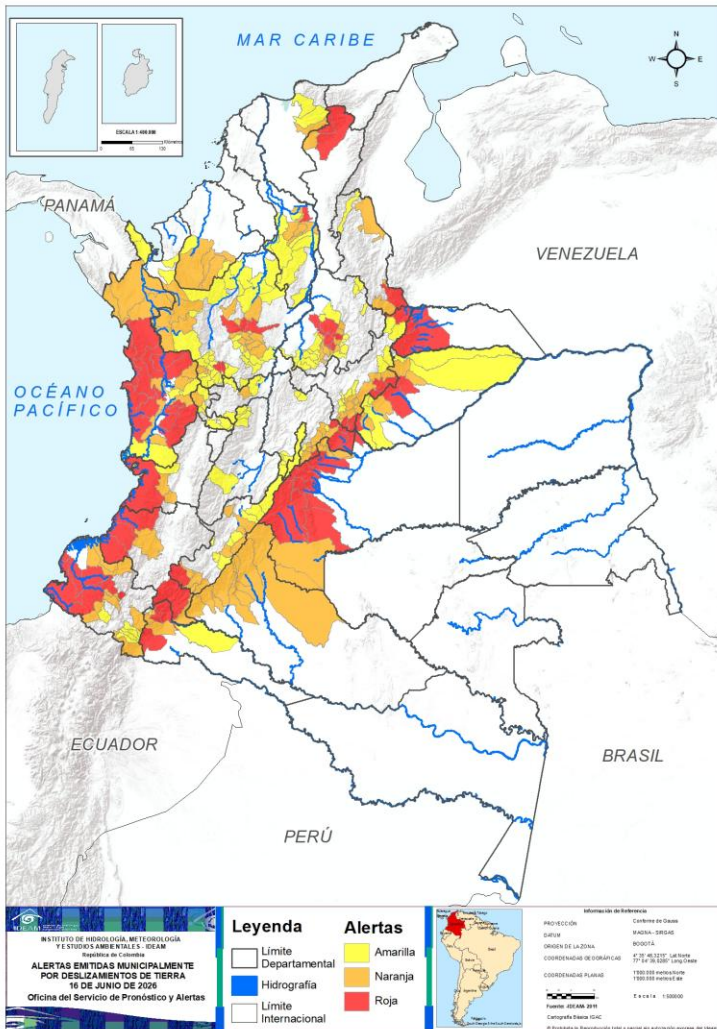 MAR CARIBE
N
W
E
S
ESCALA 1:400.000
Kilómetros
PANAMÁ
VENEZUELA
OCÉANO
PACÍFICO
ECUADOR
BRASIL
PERÚ
IDEAM
INSTITUTO DE HIDROLOGÍA, METEOROLOGÍA
Y ESTUDIOS AMBIENTALES - IDEAM
República de Colombia
ALERTAS EMITIDAS MUNICIPALMENTE
POR DESLIZAMIENTOS DE TIERRA
16 DE JUNIO DE 2026
Oficina del Servicio de Pronóstico y Alertas
Leyenda
Límite
Departamental
Hidrografía
Límite
Internacional
Alertas
Amarilla
Naranja
Roja
Información de Referencia
PROYECCIÓN Conforme de Gauss
DATUM MAGNA - SIRGAS
ORIGEN DE LA ZONA BOGOTÁ
COORDENADAS GEOGRÁFICAS
COORDENADAS PLANAS
Escala
Cartografía Básica IGAC